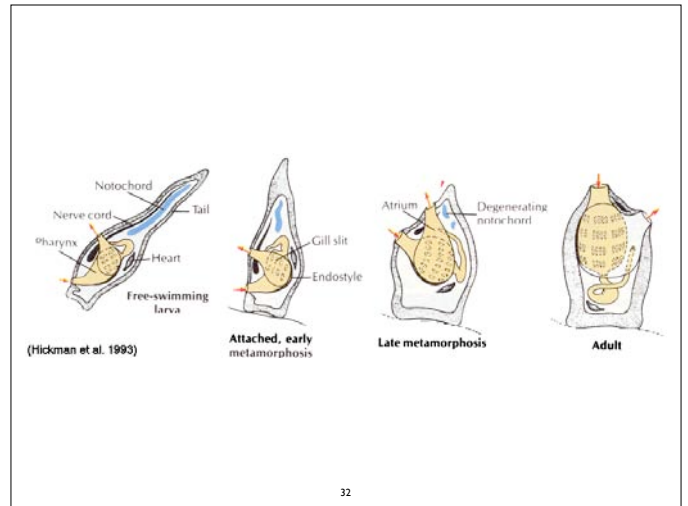 Notochord
Nerve cord
Pharynx
Tail
Heart
Free-swimming
larva
Gill slit
Endostyle
Attached, early
metamorphosis
Atrium
Degenerating
notochord
Late metamorphosis
Adult
(Hickman et al. 1993)
32